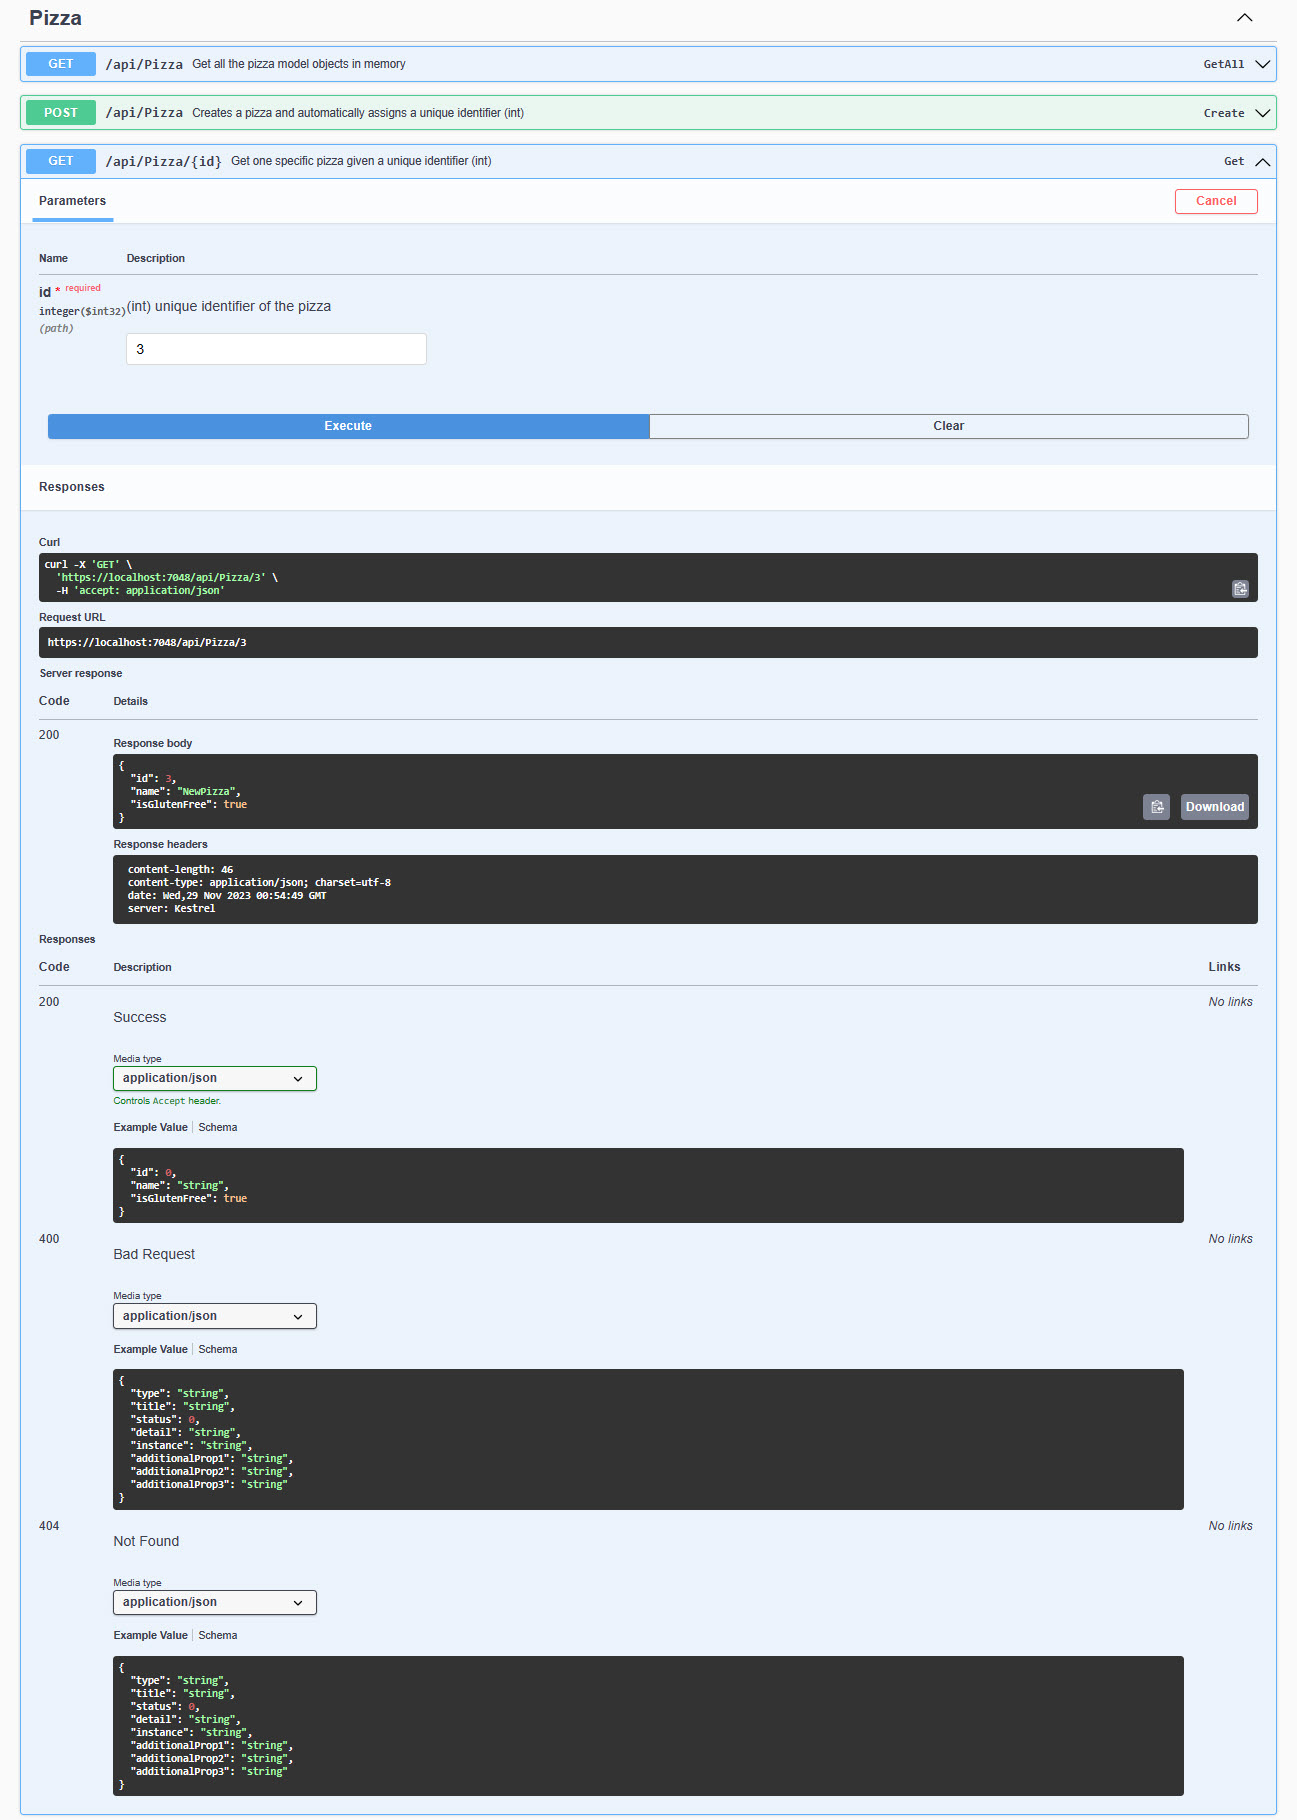 Pizza
GET /api/Pizza Get all the pizza model objects in memory GetAll
POST /api/Pizza Creates a pizza and automatically assigns a unique identifier (int) Create
GET /api/Pizza/{id} Get one specific pizza given a unique identifier (int) Get
Parameters Cancel
Name Description
id * required
integer($int32)
(path)
(int) unique identifier of the pizza
3
Execute Clear
Responses
Curl
curl -X 'GET' \
'https://localhost:7048/api/Pizza/3' \
-H 'accept: application/json'
Request URL
https://localhost:7048/api/Pizza/3
Server response
Code Details
200
Response body
{
"id": 3,
"name": "NewPizza",
"isGlutenFree": true
}
Download
Response headers
content-length: 46
content-type: application/json; charset=utf-8
date: Wed,29 Nov 2023 00:54:49 GMT
server: Kestrel
Responses
Code Description Links
200 No links
Success
Media type
application/json
Controls Accept header.
Example Value Schema
{
"id": 0,
"name": "string",
"isGlutenFree": true
}
400 No links
Bad Request
Media type
application/json
Example Value Schema
{
"type": "string",
"title": "string",
"status": 0,
"detail": "string",
"instance": "string",
"additionalProp1": "string",
"additionalProp2": "string",
"additionalProp3": "string"
}
404 No links
Not Found
Media type
application/json
Example Value Schema
{
"type": "string",
"title": "string",
"status": 0,
"detail": "string",
"instance": "string",
"additionalProp1": "string",
"additionalProp2": "string",
"additionalProp3": "string"
}